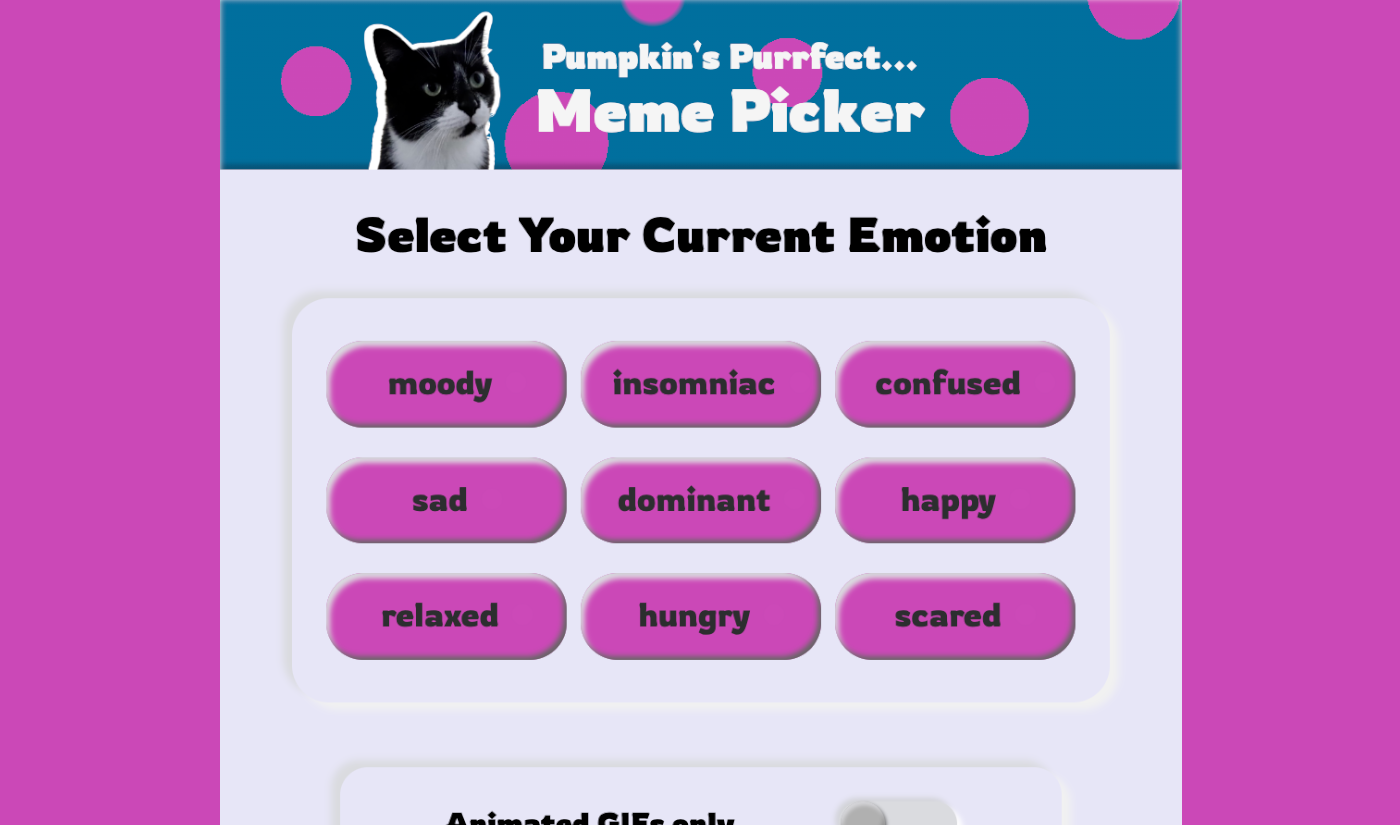 Pumpkin's Purrfect...
Meme Picker
Select Your Current Emotion
moody insomniac confused
sad dominant happy
relaxed hungry scared
Animated GIFs only